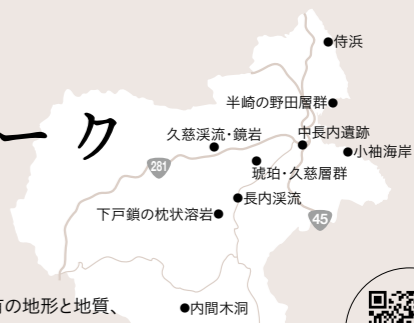 ーク
侍浜
半崎の野田層群
久慈渓流・鏡岩
中長内遺跡
小袖海岸
281
琥珀・久慈層群
長内渓流
下戸鎖の枕状溶岩
45
有の地形と地質、
内間木洞